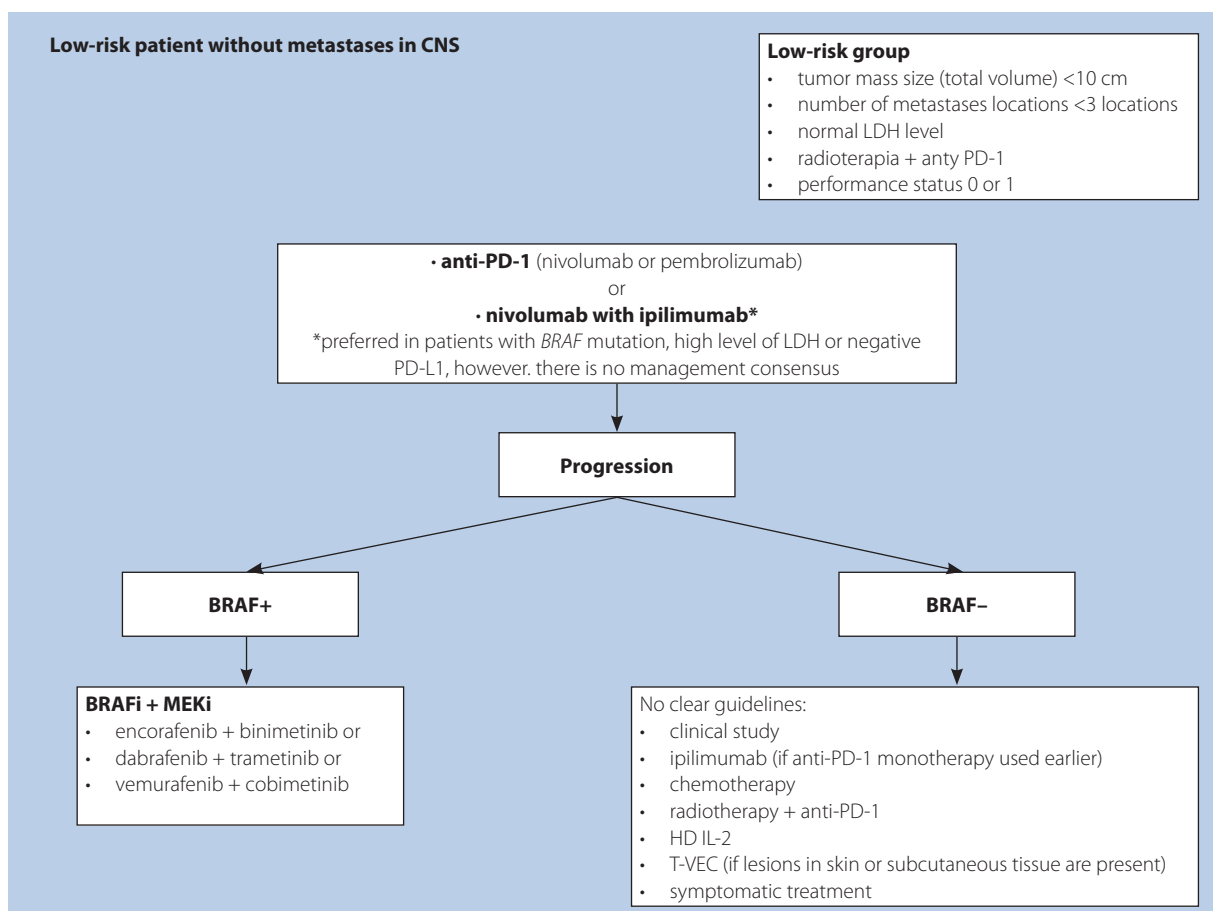 Low-risk patient without metastases in CNS
Low-risk group
• tumor mass size (total volume) <10 cm
• number of metastases locations <3 locations
• normal LDH level
• radioterapia + anty PD-1
• performance status 0 or 1
• anti-PD-1 (nivolumab or pembrolizumab)
or
• nivolumab with ipilimumab*
*preferred in patients with BRAF mutation, high level of LDH or negative
PD-L1, however. there is no management consensus
Progression
BRAF+
BRAF–
BRAFi + MEKi
• encorafenib + binimetinib or
• dabrafenib + trametinib or
• vemurafenib + cobimetinib
No clear guidelines:
• clinical study
• ipilimumab (if anti-PD-1 monotherapy used earlier)
• chemotherapy
• radiotherapy + anti-PD-1
• HD IL-2
• T-VEC (if lesions in skin or subcutaneous tissue are present)
• symptomatic treatment